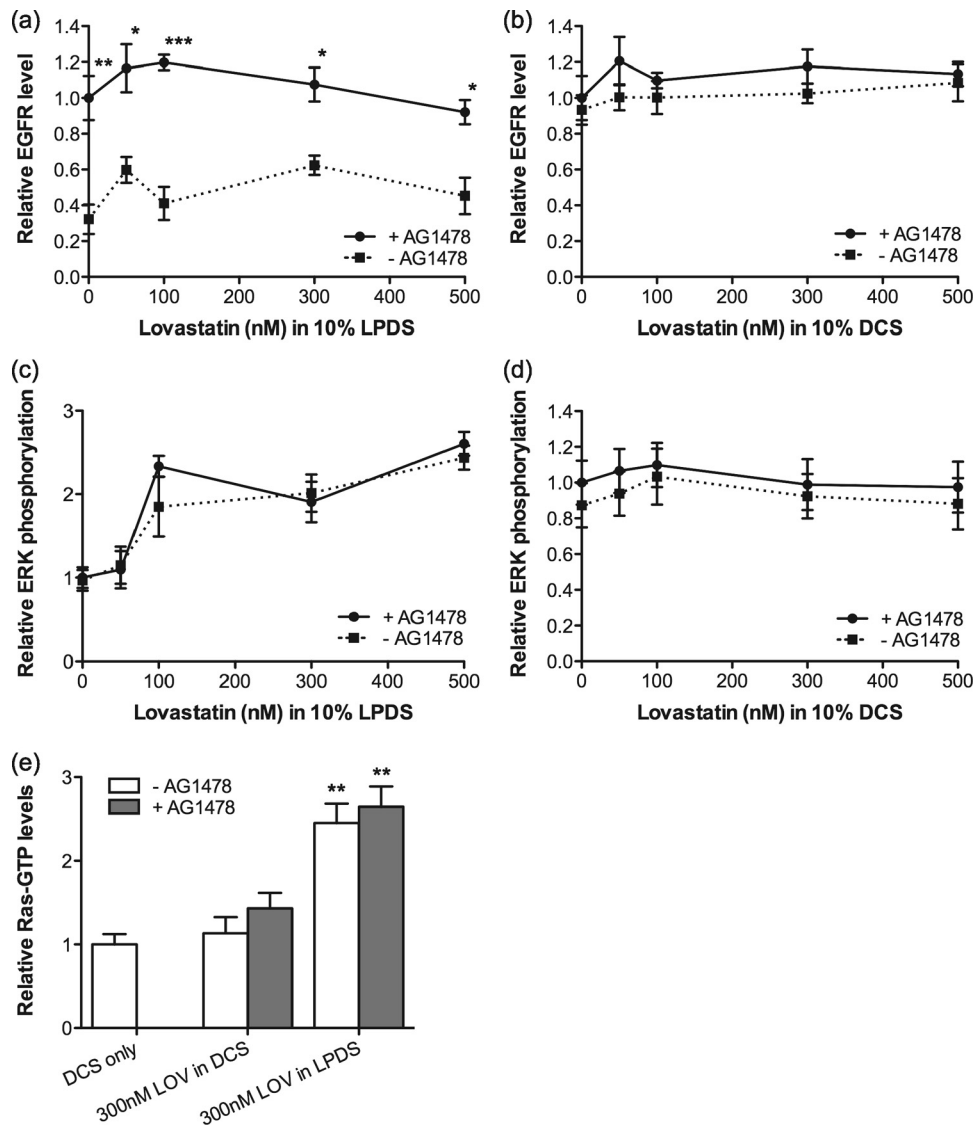 (a)
Relative EGFR level
1.4
1.2
1.0
0.8
0.6
0.4
0.2
0.0
**
*
***
*
*
+ AG1478
- AG1478
0 100 200 300 400 500
Lovastatin (nM) in 10% LPDS
(b)
Relative EGFR level
1.4
1.2
1.0
0.8
0.6
0.4
0.2
0.0
+ AG1478
- AG1478
0 100 200 300 400 500
Lovastatin (nM) in 10% DCS
(c)
Relative ERK phosphorylation
3
2
1
0
+ AG1478
- AG1478
0 100 200 300 400 500
Lovastatin (nM) in 10% LPDS
(d)
Relative ERK phosphorylation
1.4
1.2
1.0
0.8
0.6
0.4
0.2
0.0
+ AG1478
- AG1478
0 100 200 300 400 500
Lovastatin (nM) in 10% DCS
(e)
Relative Ras-GTP levels
3
2
1
0
- AG1478
+ AG1478
**
**
DCS only
300nM LOV in DCS
300nM LOV in LPDS